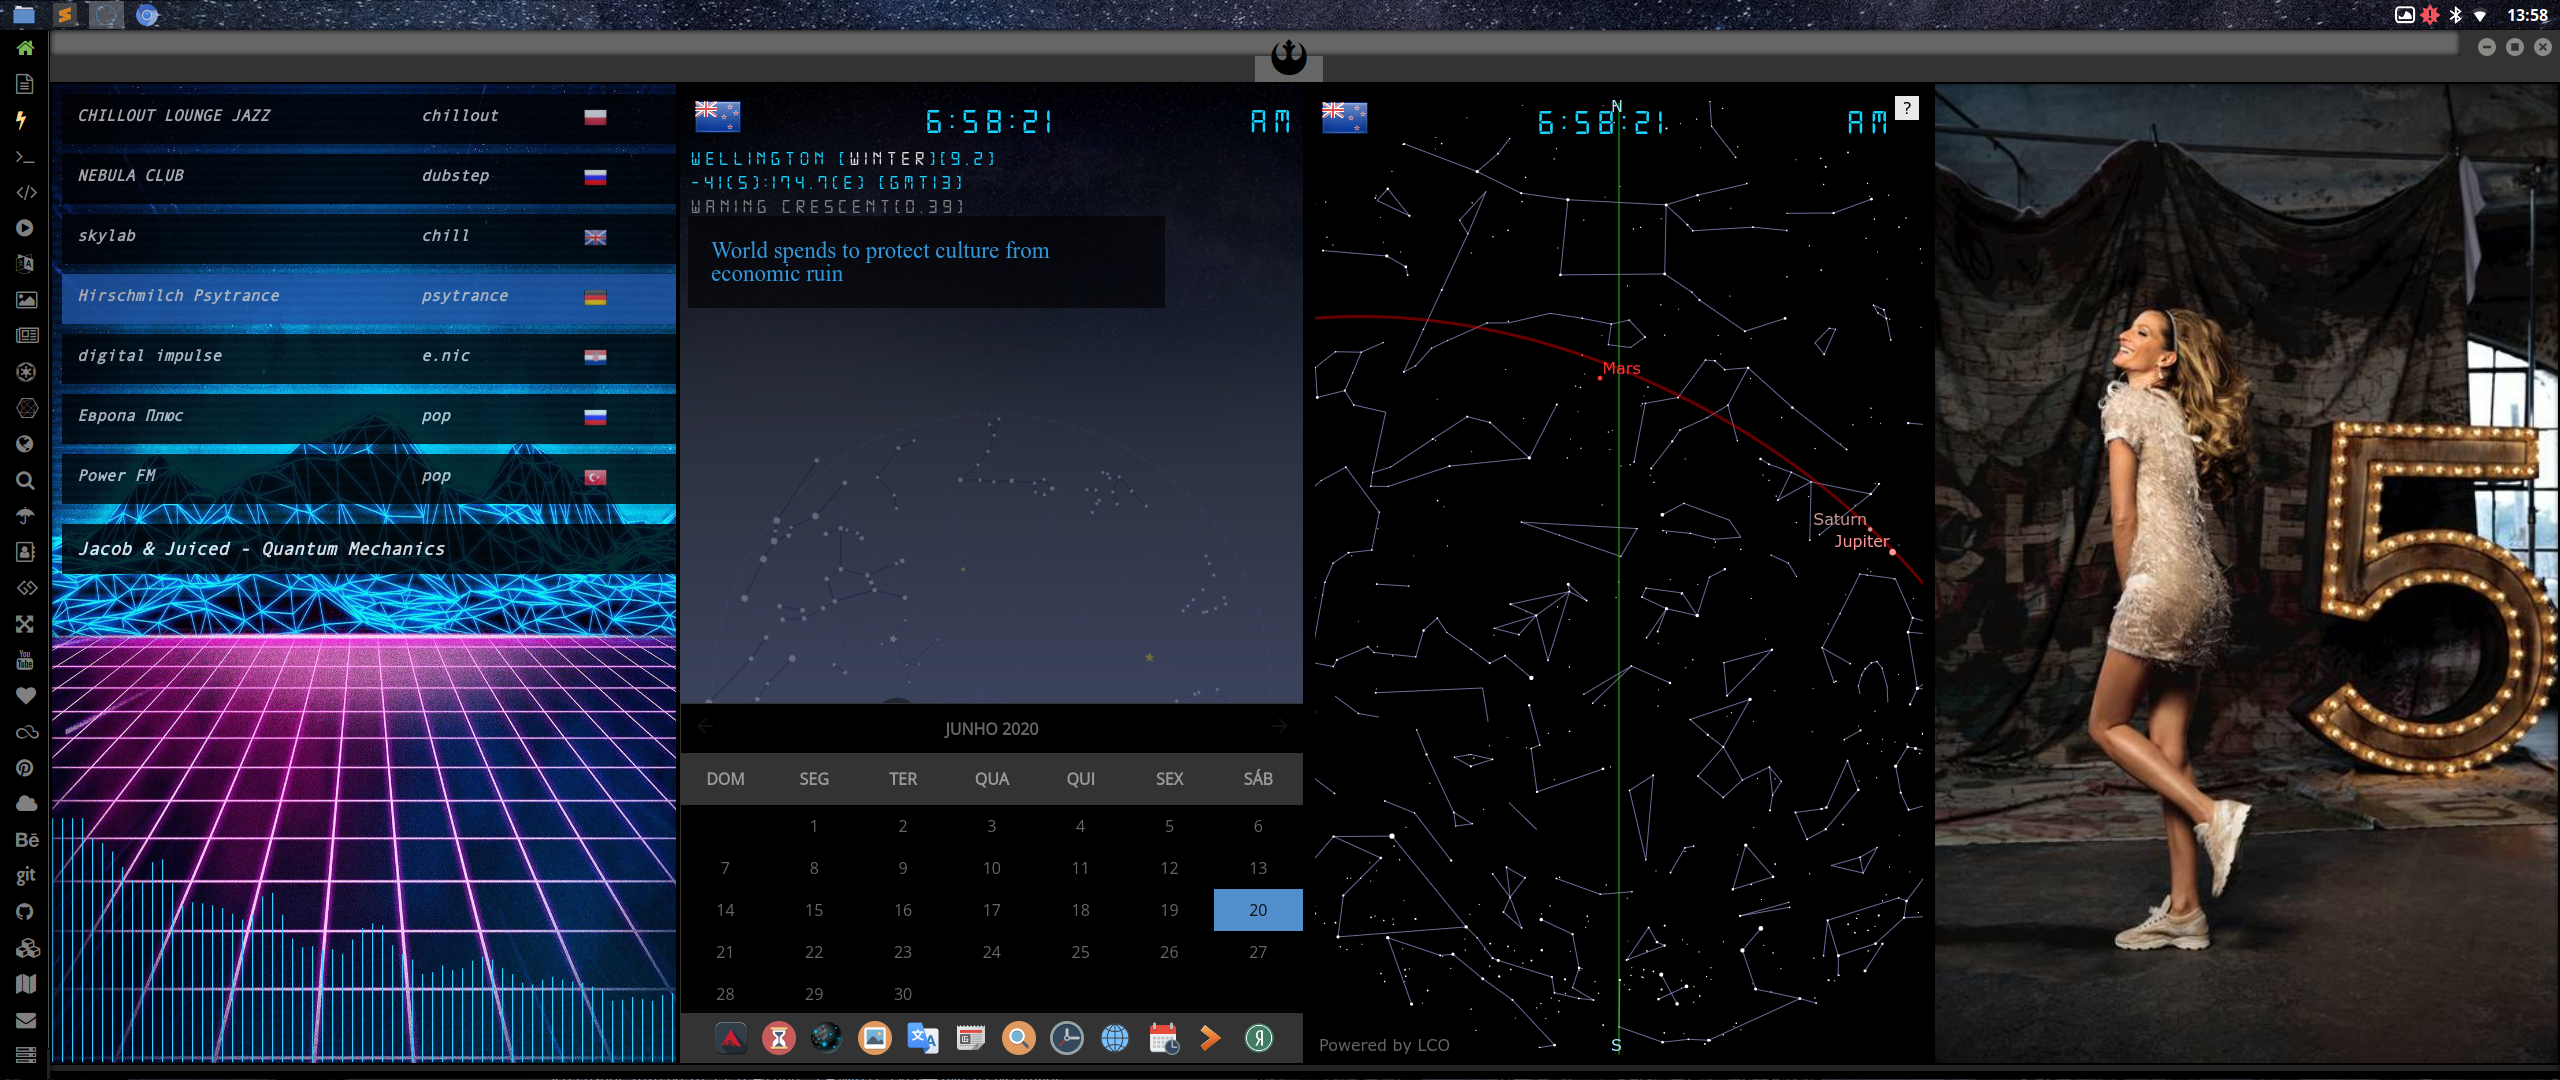 13:58
CHILLOUT LOUNGE JAZZ chillout
NEBULA CLUB dubstep
skylab chill
Hirschmilch Psytrance psytrance
digital impulse e.nic
Европа Плюс pop
Power FM pop
Jacob & Juiced - Quantum Mechanics
You
Tube
Bē
git
6:58:21 AM
WELLINGTON [WINTER][9.2]
-41(S):174.7(E) [GMT13]
WANING CRESCENT[0.39]
World spends to protect culture from
economic ruin
JUNHO 2020
DOM SEG TER QUA QUI SEX SÁB
1 2 3 4 5 6
7 8 9 10 11 12 13
14 15 16 17 18 19 20
21 22 23 24 25 26 27
28 29 30
N
6:58:21 AM ?
Mars
Saturn
Jupiter
Powered by LCO S
5